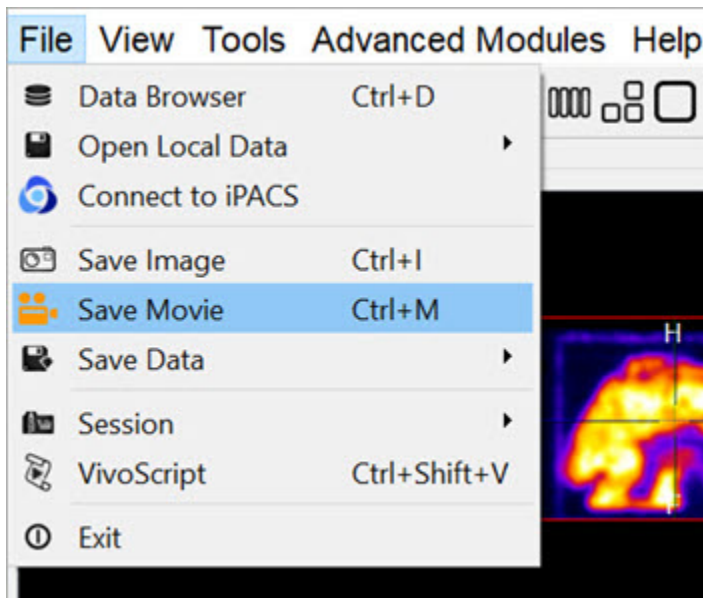 File View Tools Advanced Modules Help
Data Browser Ctrl+D
Open Local Data
Connect to iPACS
Save Image Ctrl+I
Save Movie Ctrl+M
H
Save Data
Session
VivoScript Ctrl+Shift+V
F
Exit